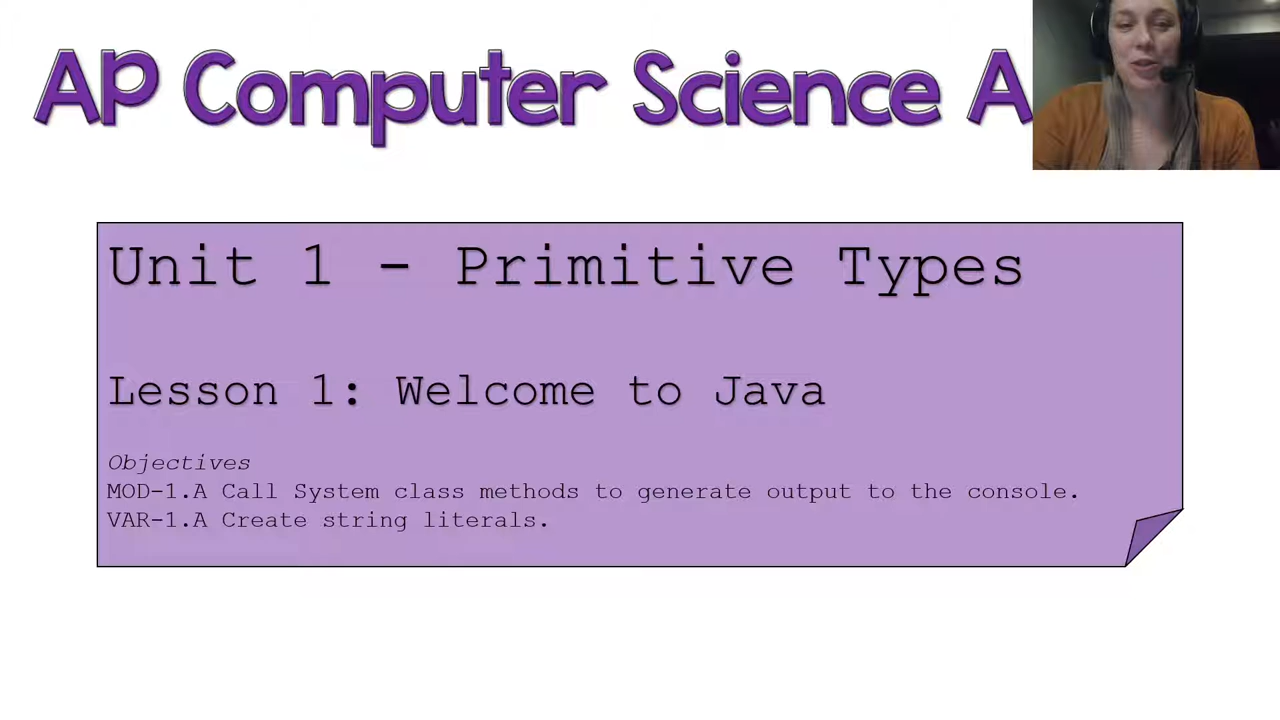 AP Computer Science A
Unit 1 - Primitive Types
Lesson 1: Welcome to Java
Objectives
MOD-1.A Call System class methods to generate output to the console.
VAR-1.A Create string literals.